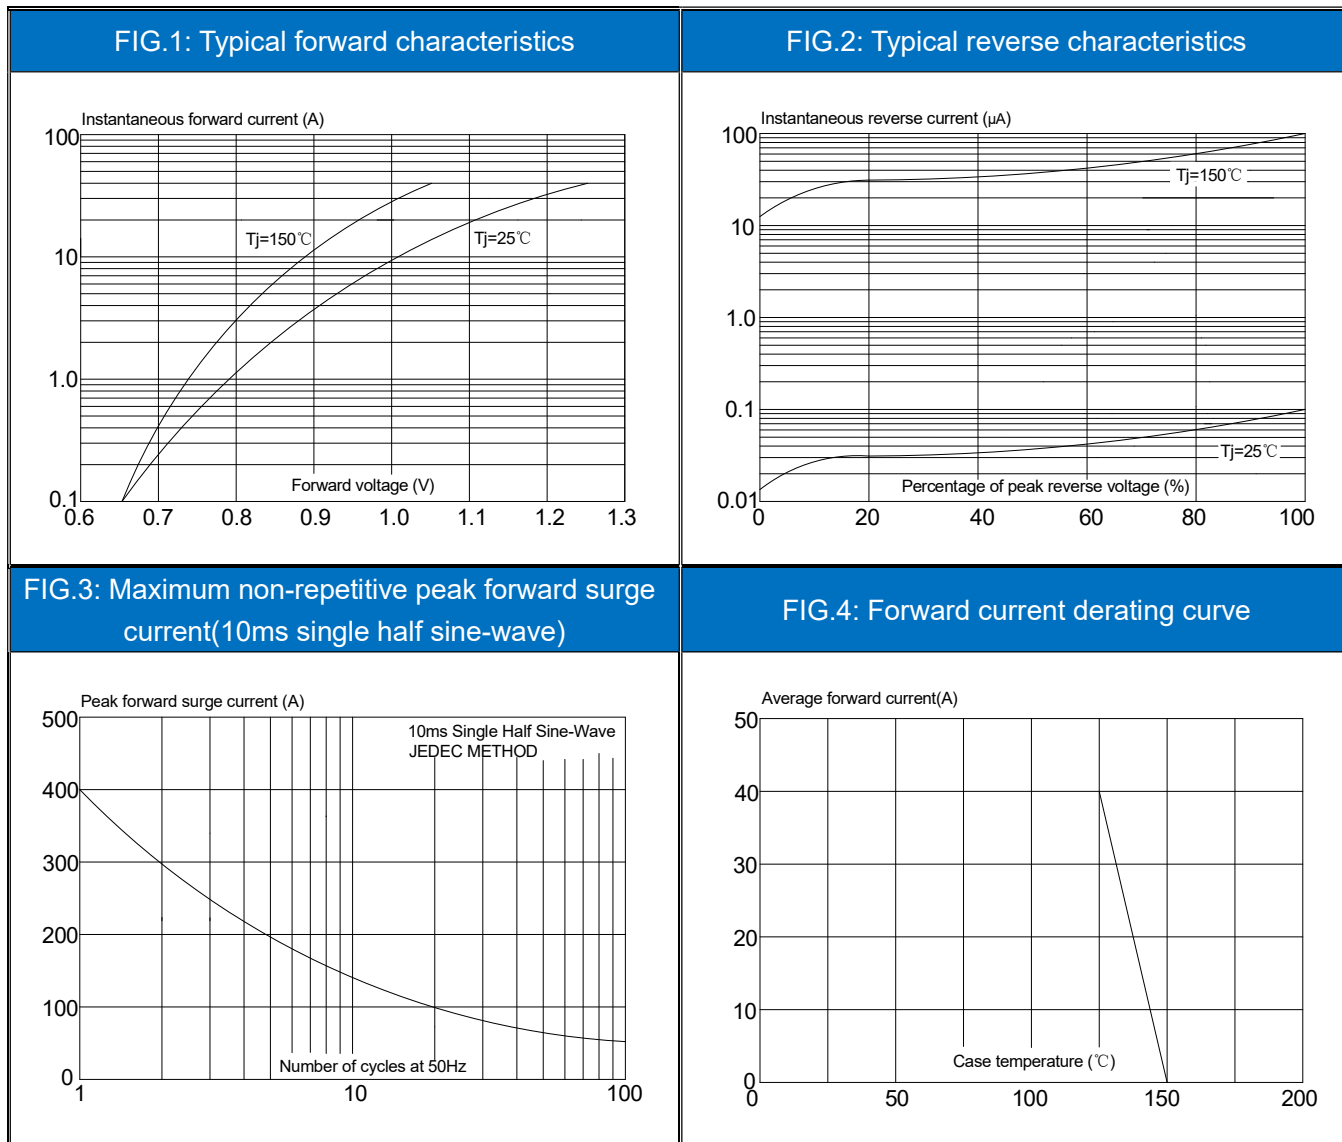 FIG.1: Typical forward characteristics
Instantaneous forward current (A)
100
10
1.0
0.1
Tj=150℃
Tj=25℃
Forward voltage (V)
0.6 0.7 0.8 0.9 1.0 1.1 1.2 1.3
FIG.2: Typical reverse characteristics
Instantaneous reverse current (μA)
100
10
1.0
0.1
0.01
Tj=150℃
Tj=25℃
Percentage of peak reverse voltage (%)
0 20 40 60 80 100
FIG.3: Maximum non-repetitive peak forward surge
current(10ms single half sine-wave)
Peak forward surge current (A)
500
400
300
200
100
0
10ms Single Half Sine-Wave
JEDEC METHOD
Number of cycles at 50Hz
1 10 100
FIG.4: Forward current derating curve
Average forward current(A)
50
40
30
20
10
0
Case temperature (℃)
0 50 100 150 200